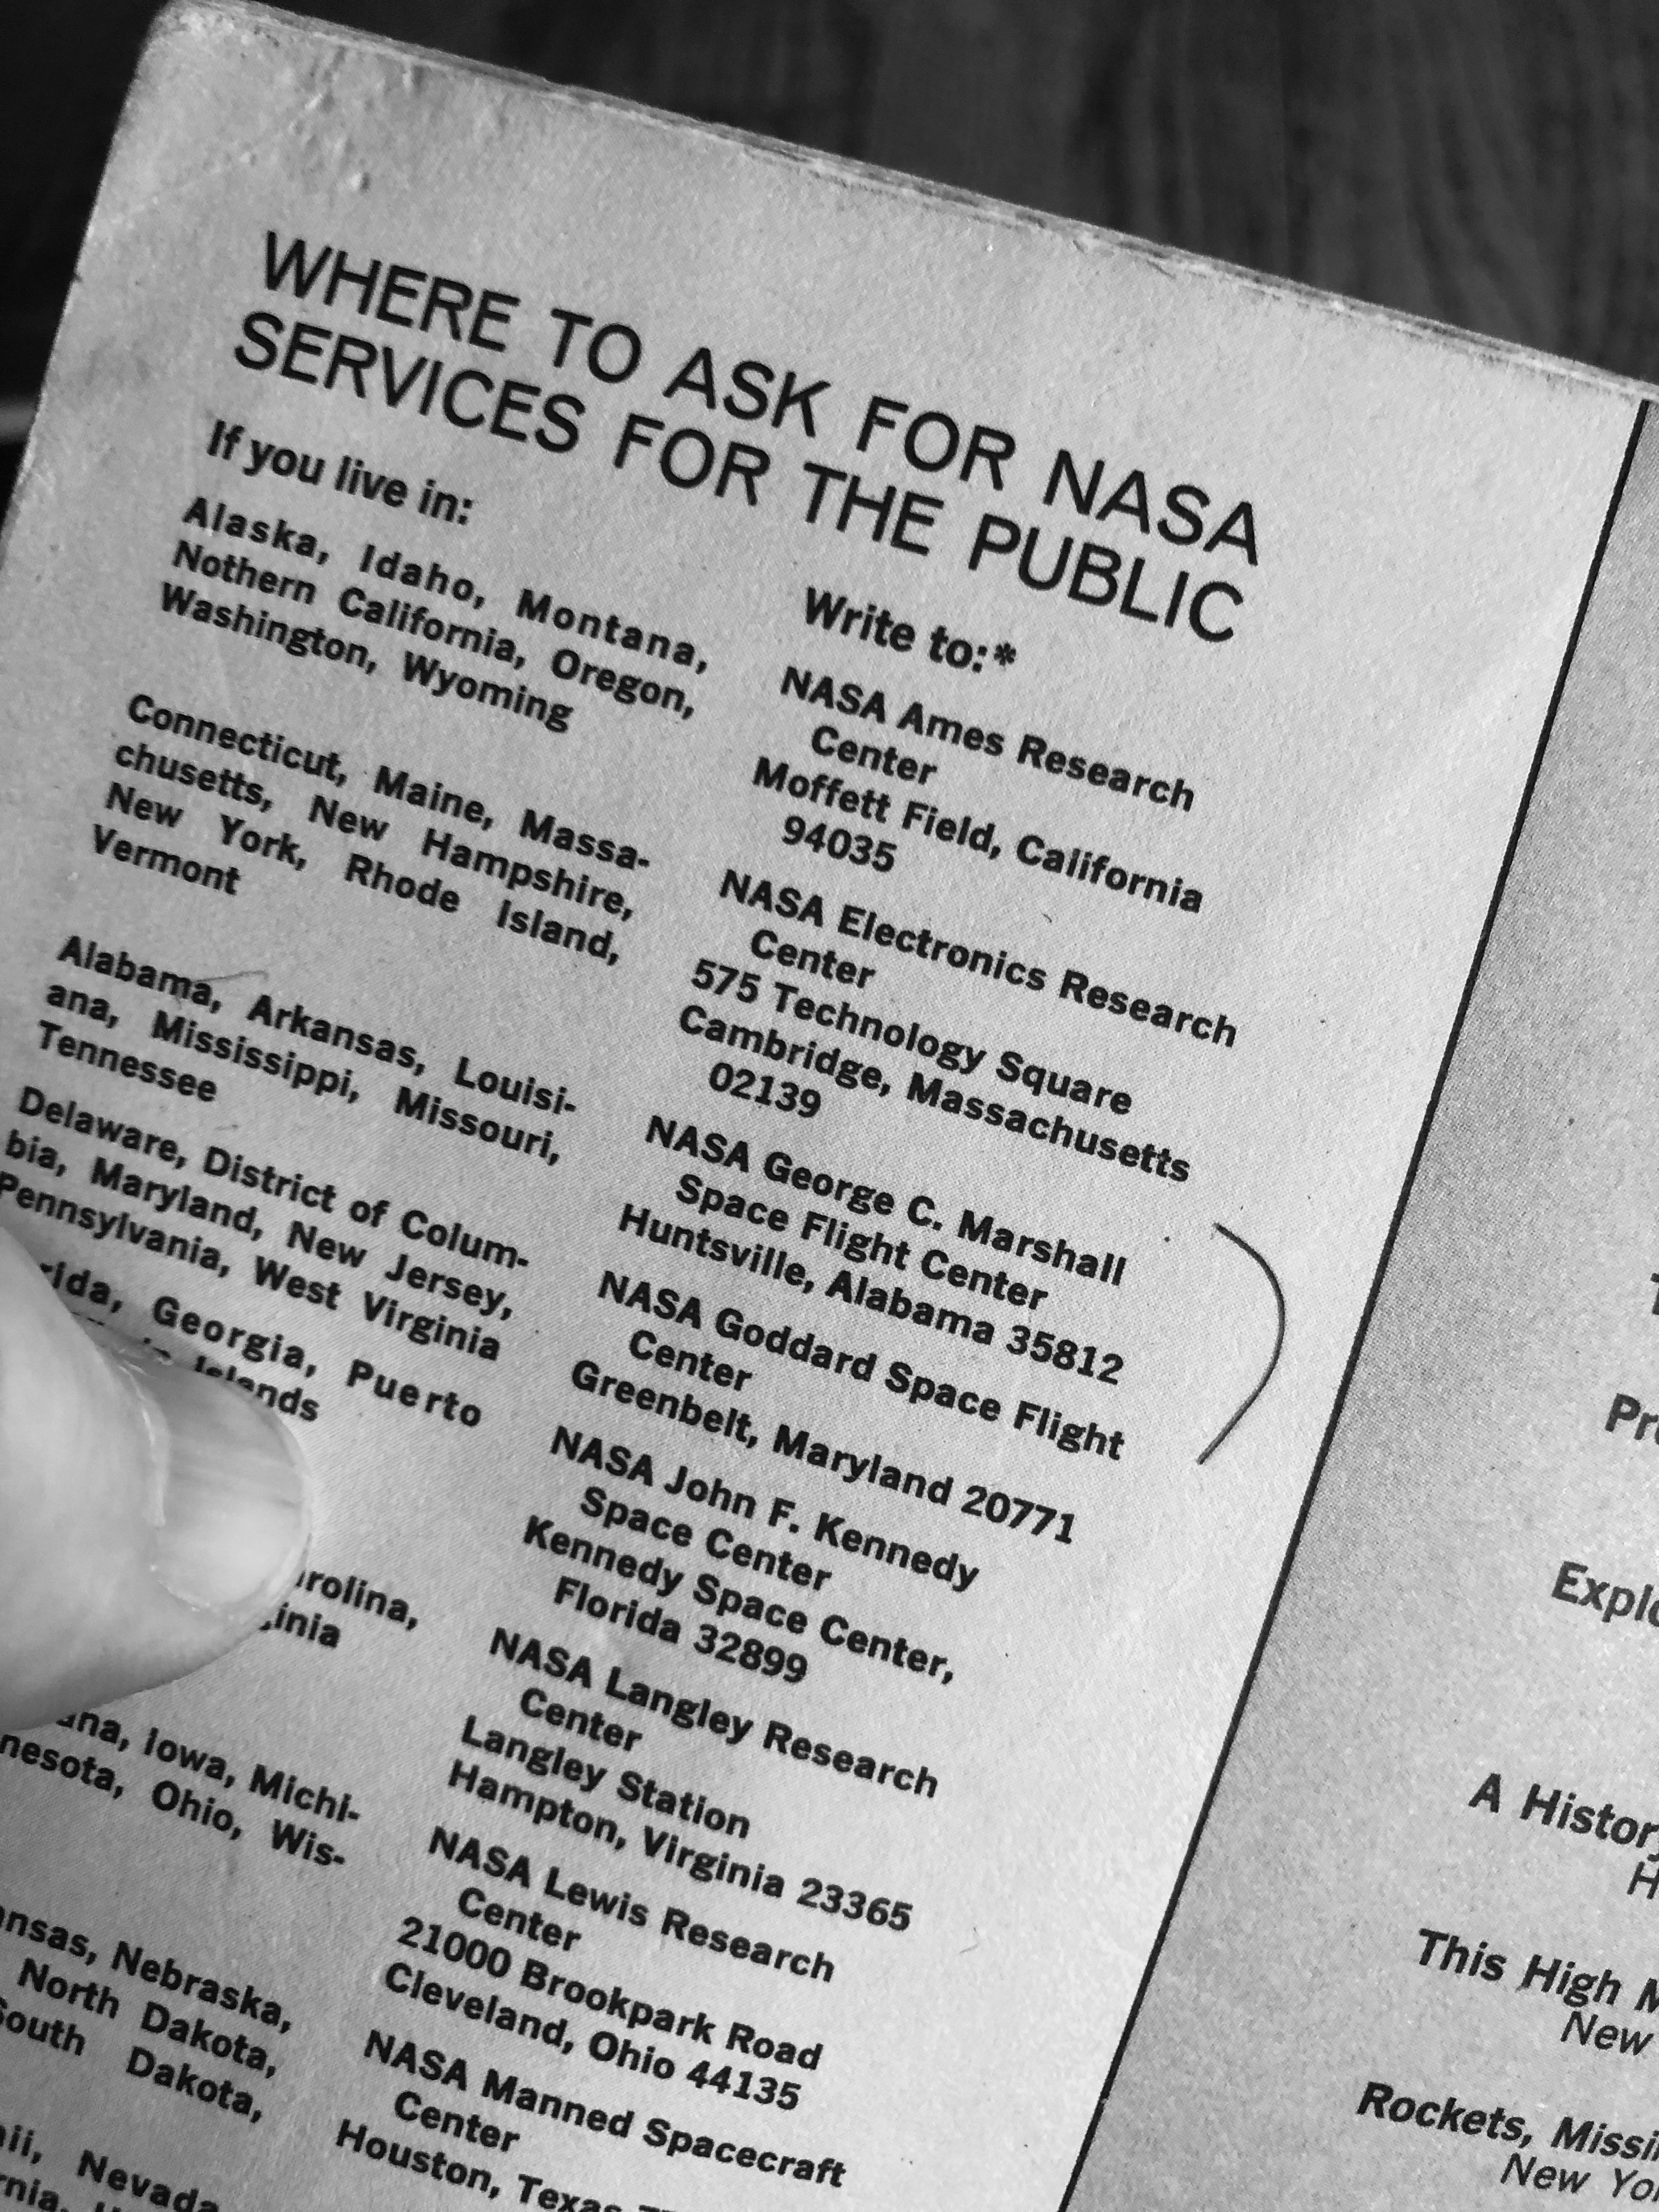 WHERE TO ASK FOR NASA
SERVICES FOR THE PUBLIC
If you live in:
Alaska, Idaho, Montana,
Nothern California, Oregon,
Washington, Wyoming
Connecticut, Maine, Massa-
chusetts, New Hampshire,
New York, Rhode Island,
Vermont
Alabama, Arkansas, Louisi-
ana, Mississippi, Missouri,
Tennessee
Delaware, District of Colum-
bia, Maryland, New Jersey,
Pennsylvania, West Virginia
Georgia, Puerto
Islands
Iowa, Michi-
Ohio, Wis-
Nebraska,
North Dakota,
South Dakota,
Nevada
Write to:*
NASA Ames Research
Center
Moffett Field, California
94035
NASA Electronics Research
Center
575 Technology Square
Cambridge, Massachusetts
02139
NASA George C. Marshall
Space Flight Center
Huntsville, Alabama 35812
NASA Goddard Space Flight
Center
Greenbelt, Maryland 20771
NASA John F. Kennedy
Space Center
Kennedy Space Center,
Florida 32899
NASA Langley Research
Center
Langley Station
Hampton, Virginia 23365
NASA Lewis Research
Center
21000 Brookpark Road
Cleveland, Ohio 44135
NASA Manned Spacecraft
Center
Houston, Texas
A History
This High
New
Rockets,
New